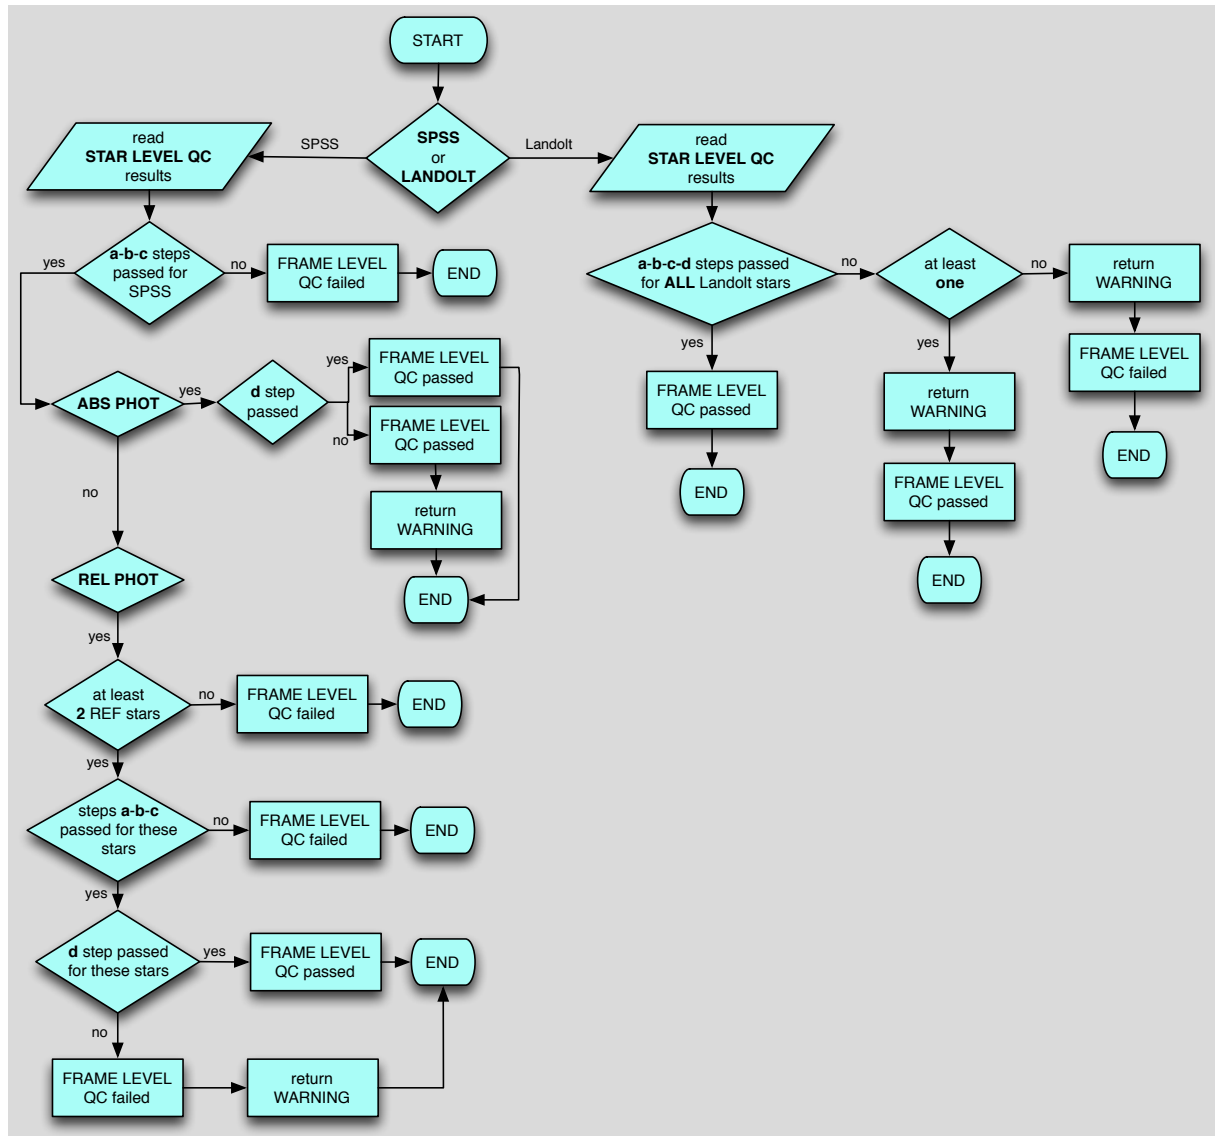 START
SPSS
or
LANDOLT
SPSS
Landolt
read
STAR LEVEL QC
results
read
STAR LEVEL QC
results
a-b-c steps
passed for
SPSS
yes
no
FRAME LEVEL
QC failed
END
a-b-c-d steps passed
for ALL Landolt stars
no
at least
one
no
return
WARNING
yes
yes
FRAME LEVEL
QC failed
FRAME LEVEL
QC passed
return
WARNING
END
END
FRAME LEVEL
QC passed
END
ABS PHOT
yes
d step
passed
yes
FRAME LEVEL
QC passed
no
FRAME LEVEL
QC passed
return
WARNING
END
no
REL PHOT
yes
at least
2 REF stars
no
FRAME LEVEL
QC failed
END
yes
steps a-b-c
passed for these
stars
no
FRAME LEVEL
QC failed
END
yes
d step passed
for these stars
yes
FRAME LEVEL
QC passed
END
no
FRAME LEVEL
QC failed
return
WARNING